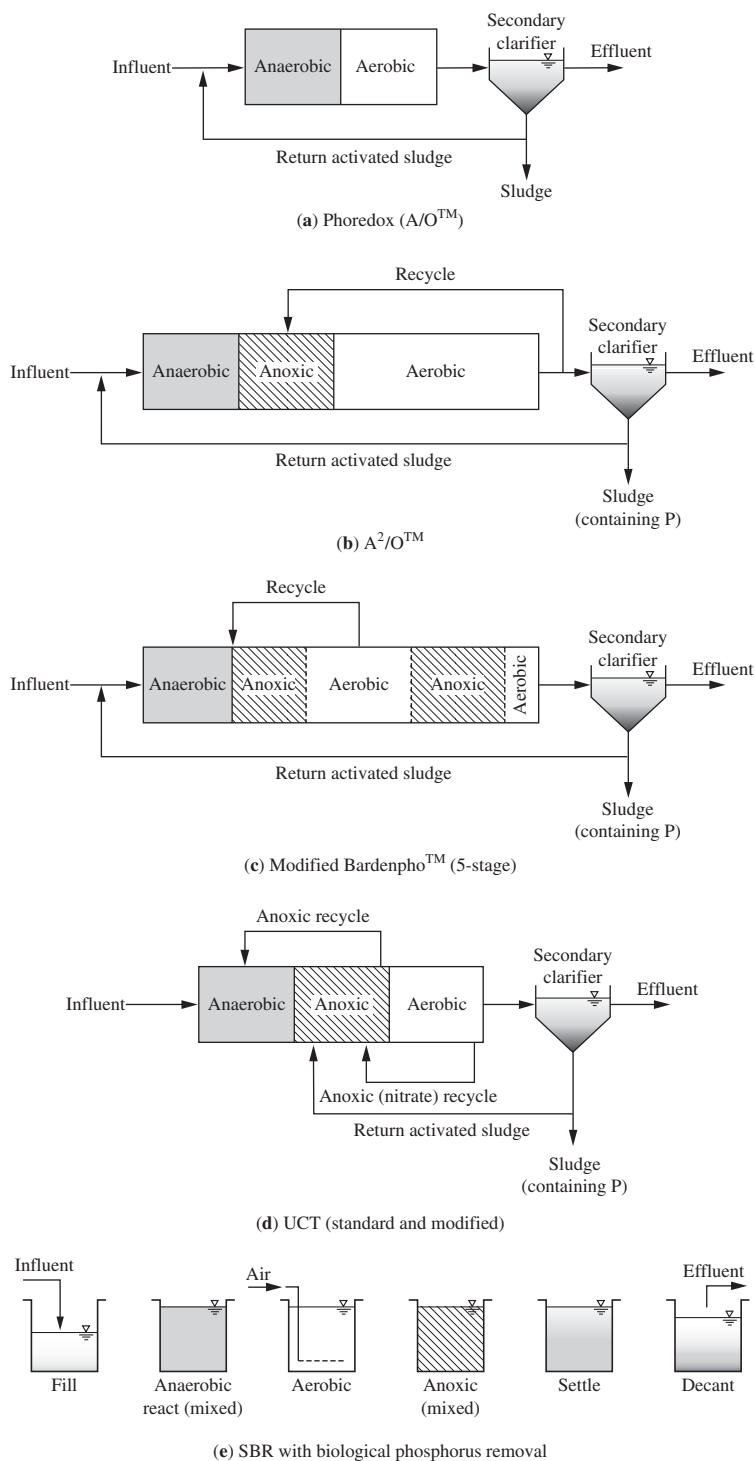 Secondary
clarifier
Influent
Anaerobic
Aerobic
Effluent
Return activated sludge
Sludge
(a) Phoredox (A/O™)
Recycle
Secondary
clarifier
Influent
Anaerobic
Anoxic
Aerobic
Effluent
Return activated sludge
Sludge
(containing P)
(b) A²/O™
Recycle
Secondary
clarifier
Influent
Anaerobic
Anoxic
Aerobic
Anoxic
Aerobic
Effluent
Return activated sludge
Sludge
(containing P)
(c) Modified Bardenpho™ (5-stage)
Anoxic recycle
Secondary
clarifier
Influent
Anaerobic
Anoxic
Aerobic
Effluent
Anoxic (nitrate) recycle
Return activated sludge
Sludge
(containing P)
(d) UCT (standard and modified)
Influent
Air
Effluent
Fill
Anaerobic
react (mixed)
Aerobic
Anoxic
(mixed)
Settle
Decant
(e) SBR with biological phosphorus removal